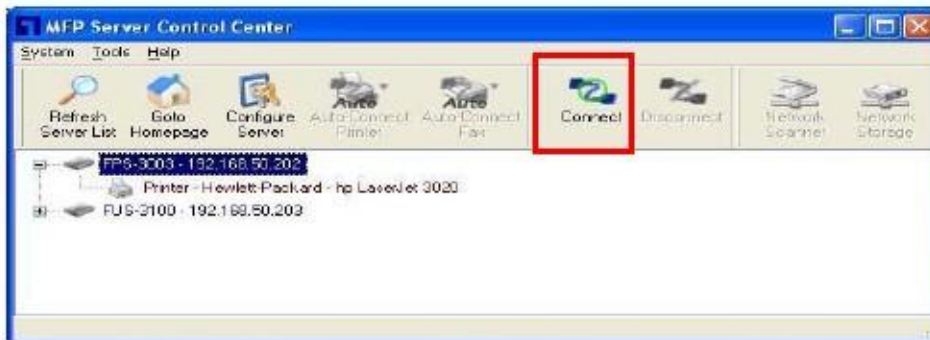 MFP Server Control Center
System Tools Help
Refresh Server List
Goto Homepage
Configure Server
Auto-Connect Printer
Auto-Connect Fax
Connect
Disconnect
Network Scanner
Network Storage
FPS-3003 - 192.168.50.202
Printer - Hewlett-Packard - hp LaserJet 3020
FUS-3100 - 192.168.50.203